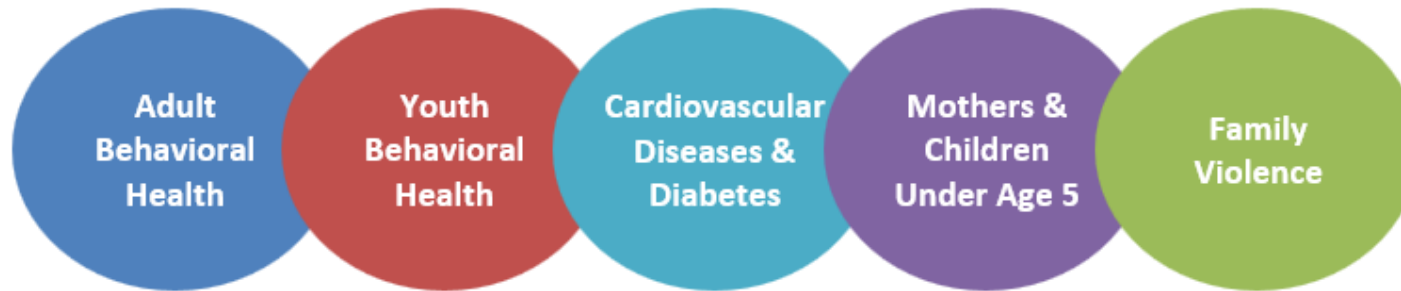 Adult
Behavioral
Health
Youth
Behavioral
Health
Cardiovascular
Diseases &
Diabetes
Mothers &
Children
Under Age 5
Family
Violence